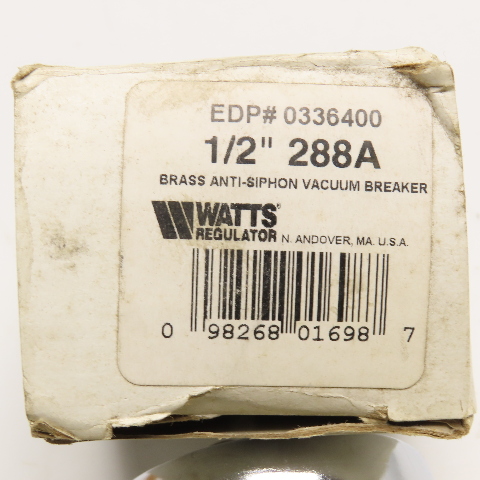 EDP# 0336400
1/2" 288A
BRASS ANTI-SIPHON VACUUM BREAKER
WATTS®
REGULATOR N. ANDOVER, MA. U.S.A.
0 98268 01698 7